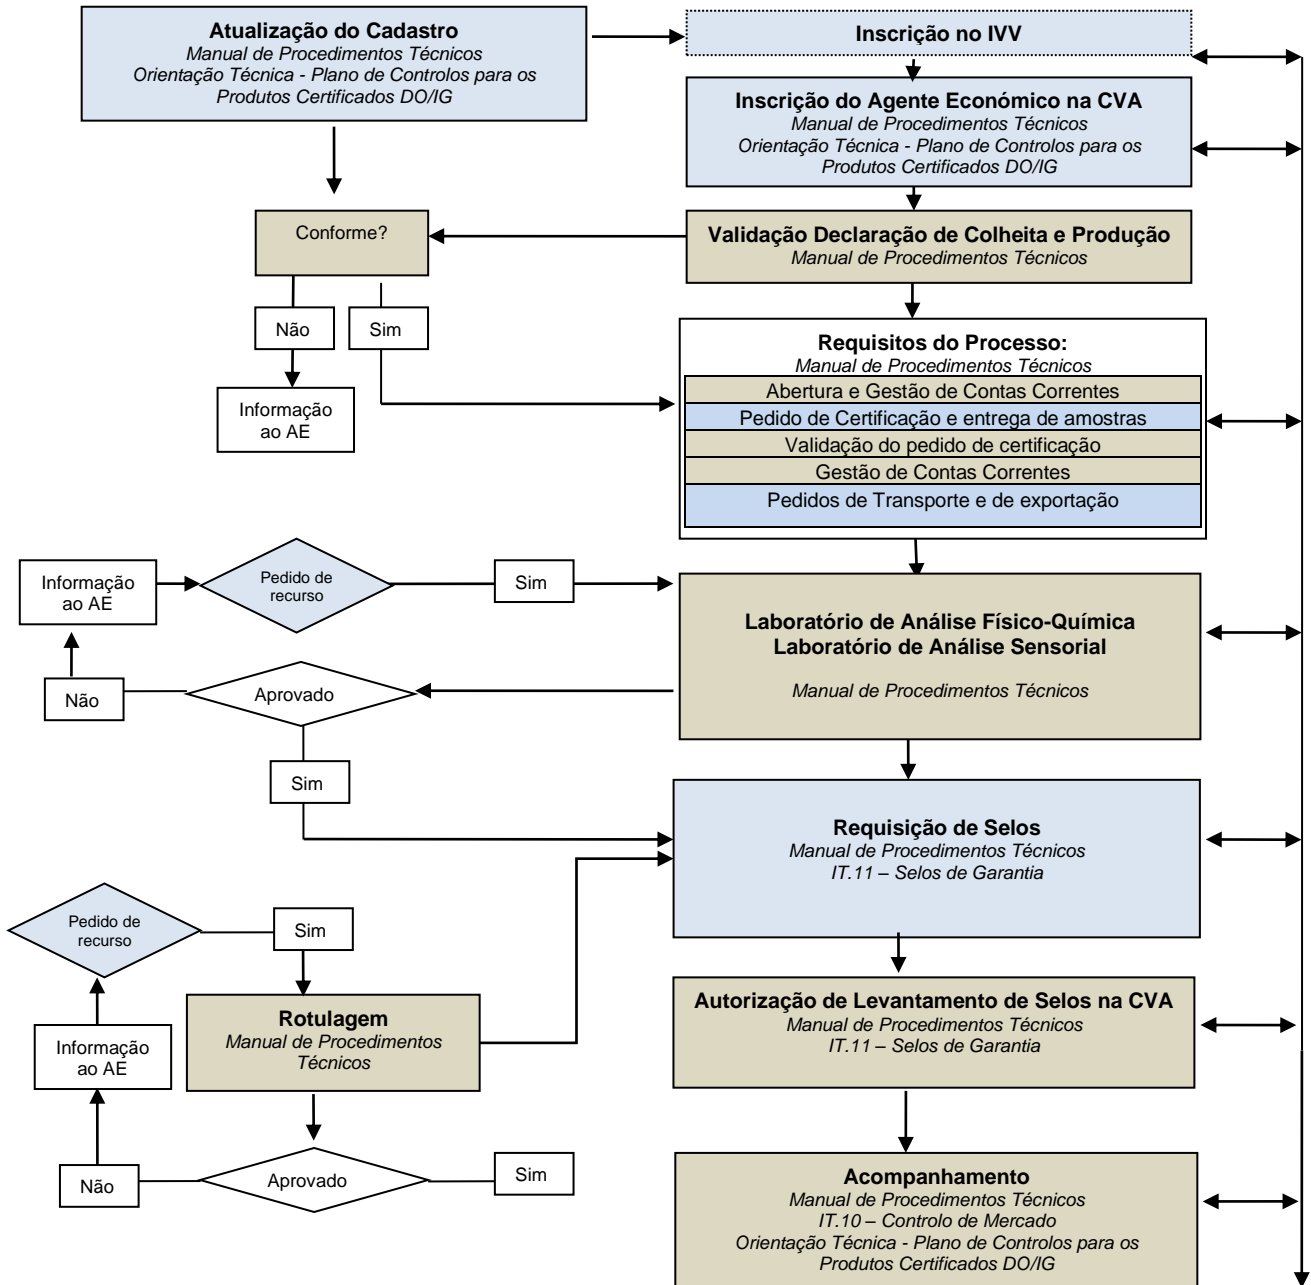 Atualização do Cadastro
Manual de Procedimentos Técnicos
Orientação Técnica - Plano de Controlos para os
Produtos Certificados DO/IG
Inscrição no IVV
Inscrição do Agente Económico na CVA
Manual de Procedimentos Técnicos
Orientação Técnica - Plano de Controlos para os
Produtos Certificados DO/IG
Conforme?
Validação Declaração de Colheita e Produção
Manual de Procedimentos Técnicos
Não
Sim
Informação
ao AE
Requisitos do Processo:
Manual de Procedimentos Técnicos
Abertura e Gestão de Contas Correntes
Pedido de Certificação e entrega de amostras
Validação do pedido de certificação
Gestão de Contas Correntes
Pedidos de Transporte e de exportação
Informação
ao AE
Pedido de
recurso
Sim
Laboratório de Análise Físico-Química
Laboratório de Análise Sensorial
Manual de Procedimentos Técnicos
Não
Aprovado
Sim
Requisição de Selos
Manual de Procedimentos Técnicos
IT.11 – Selos de Garantia
Pedido de
recurso
Sim
Rotulagem
Manual de Procedimentos
Técnicos
Informação
ao AE
Autorização de Levantamento de Selos na CVA
Manual de Procedimentos Técnicos
IT.11 – Selos de Garantia
Não
Aprovado
Sim
Acompanhamento
Manual de Procedimentos Técnicos
IT.10 – Controlo de Mercado
Orientação Técnica - Plano de Controlos para os
Produtos Certificados DO/IG